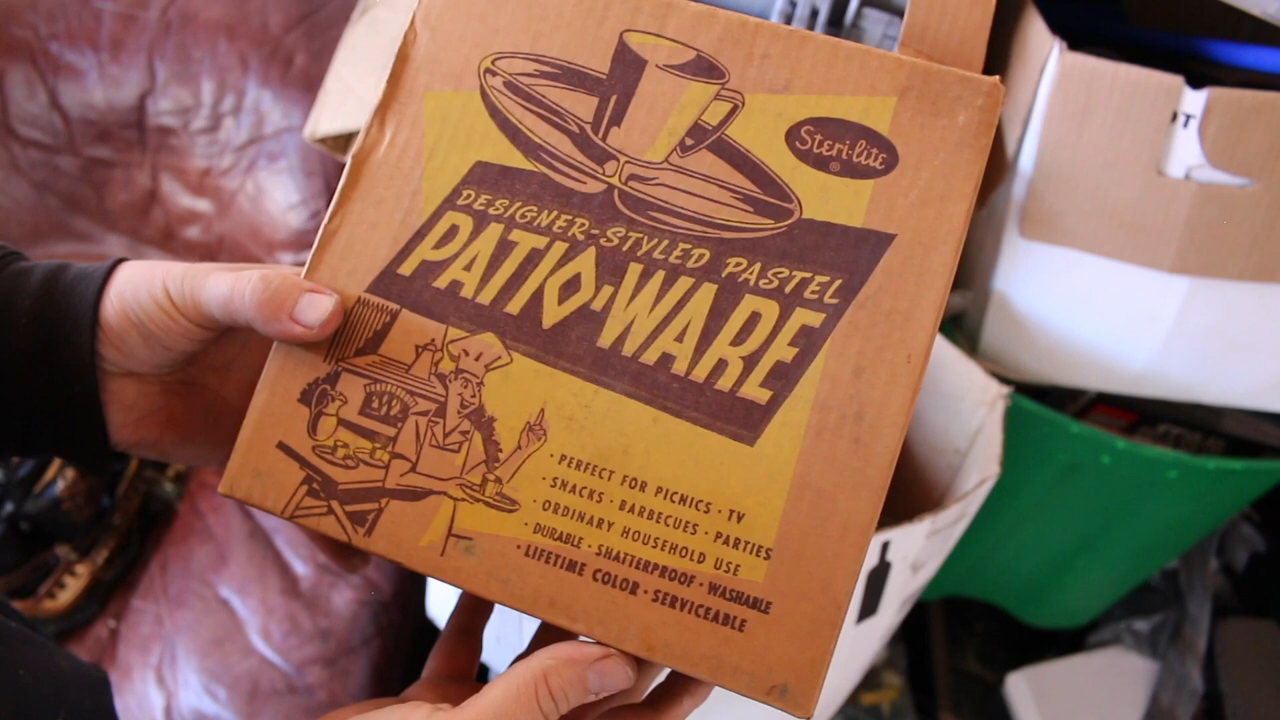 Steri-lite
®
DESIGNER-STYLED PASTEL
PATIO-WARE
· PERFECT FOR PICNICS · TV
· SNACKS · BARBECUES · PARTIES
· ORDINARY HOUSEHOLD USE
· DURABLE · SHATTERPROOF · WASHABLE
· LIFETIME COLOR · SERVICEABLE